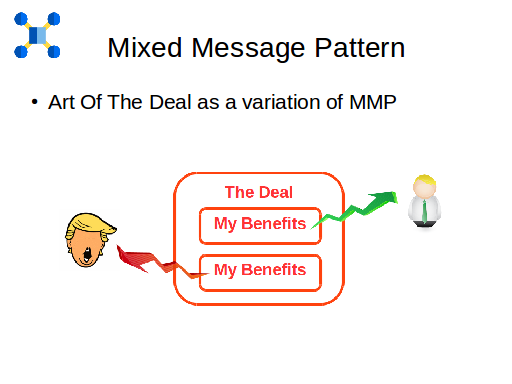 Mixed Message Pattern
• Art Of The Deal as a variation of MMP
The Deal
My Benefits
My Benefits